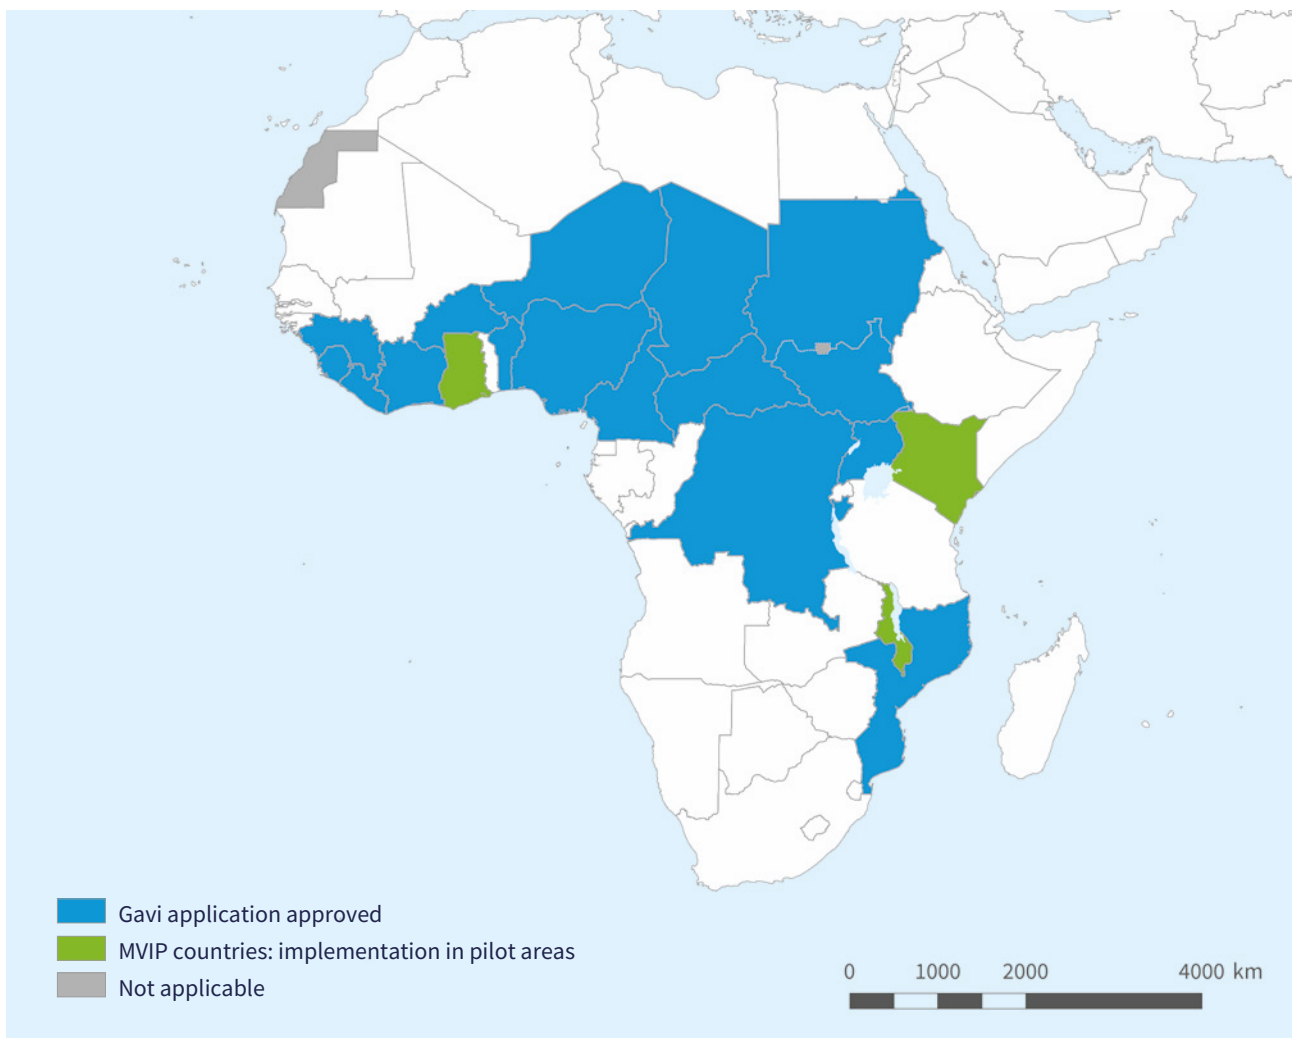 Gavi application approved
MVIP countries: implementation in pilot areas
Not applicable
0 1000 2000 4000 km